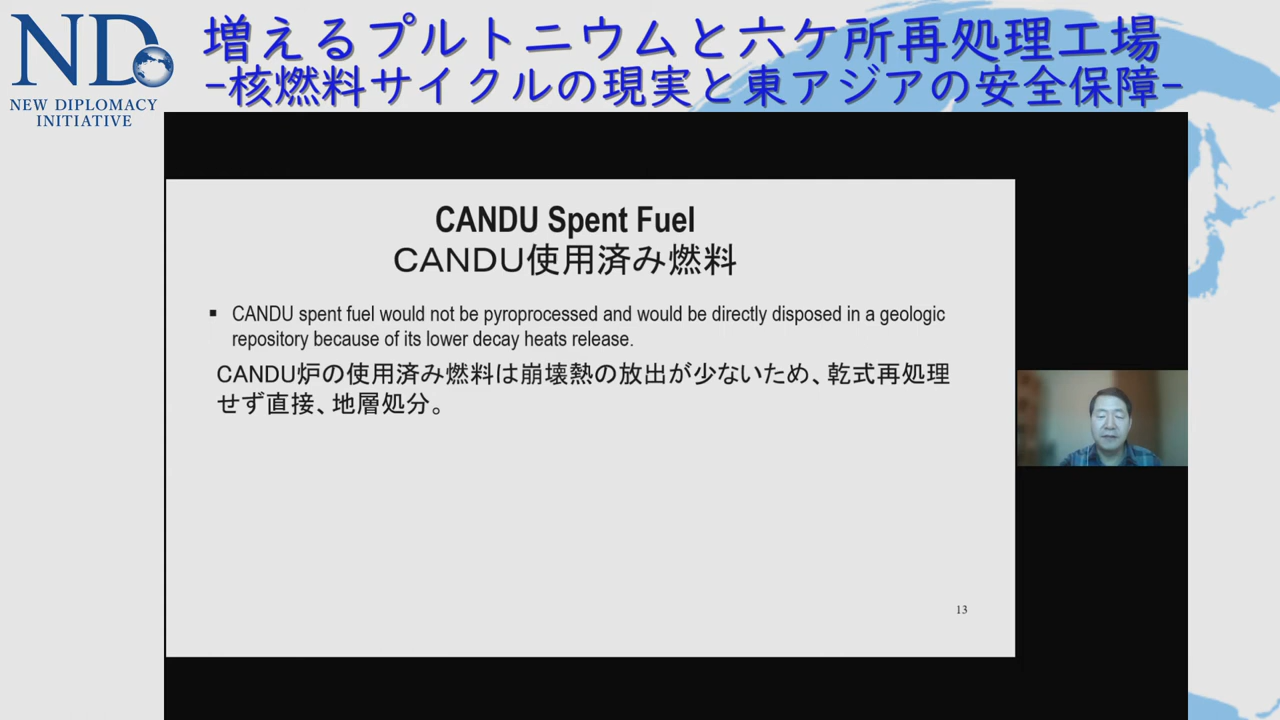 ND
NEW DIPLOMACY
INITIATIVE
増えるプルトニウムと六ケ所再処理工場
-核燃料サイクルの現実と東アジアの安全保障-
CANDU Spent Fuel
CANDU使用済み燃料
▪ CANDU spent fuel would not be pyroprocessed and would be directly disposed in a geologic
repository because of its lower decay heats release.
CANDU炉の使用済み燃料は崩壊熱の放出が少ないため、乾式再処理
せず直接、地層処分。
13